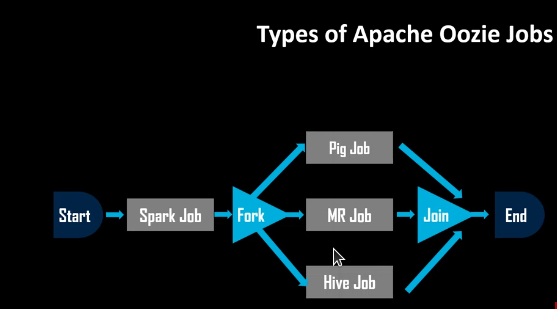 Types of Apache Oozie Jobs
Pig Job
Start
Spark Job
Fork
MR Job
Join
End
Hive Job